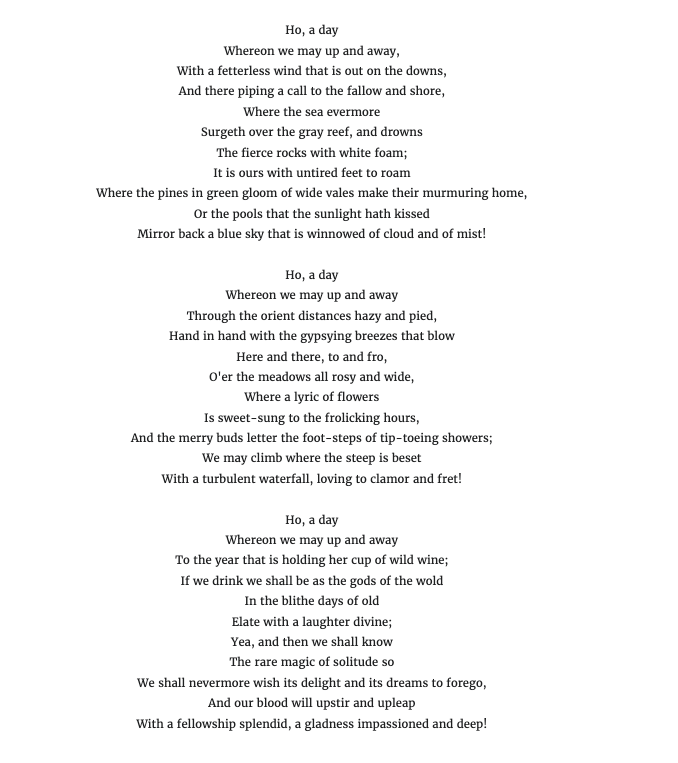 Ho, a day
Whereon we may up and away,
With a fetterless wind that is out on the downs,
And there piping a call to the fallow and shore,
Where the sea evermore
Surgeth over the gray reef, and drowns
The fierce rocks with white foam;
It is ours with untired feet to roam
Where the pines in green gloom of wide vales make their murmuring home,
Or the pools that the sunlight hath kissed
Mirror back a blue sky that is winnowed of cloud and of mist!

Ho, a day
Whereon we may up and away
Through the orient distances hazy and pied,
Hand in hand with the gypsying breezes that blow
Here and there, to and fro,
O'er the meadows all rosy and wide,
Where a lyric of flowers
Is sweet-sung to the frolicking hours,
And the merry buds letter the foot-steps of tip-toeing showers;
We may climb where the steep is beset
With a turbulent waterfall, loving to clamor and fret!

Ho, a day
Whereon we may up and away
To the year that is holding her cup of wild wine;
If we drink we shall be as the gods of the wold
In the blithe days of old
Elate with a laughter divine;
Yea, and then we shall know
The rare magic of solitude so
We shall nevermore wish its delight and its dreams to forego,
And our blood will upstir and upleap
With a fellowship splendid, a gladness impassioned and deep!